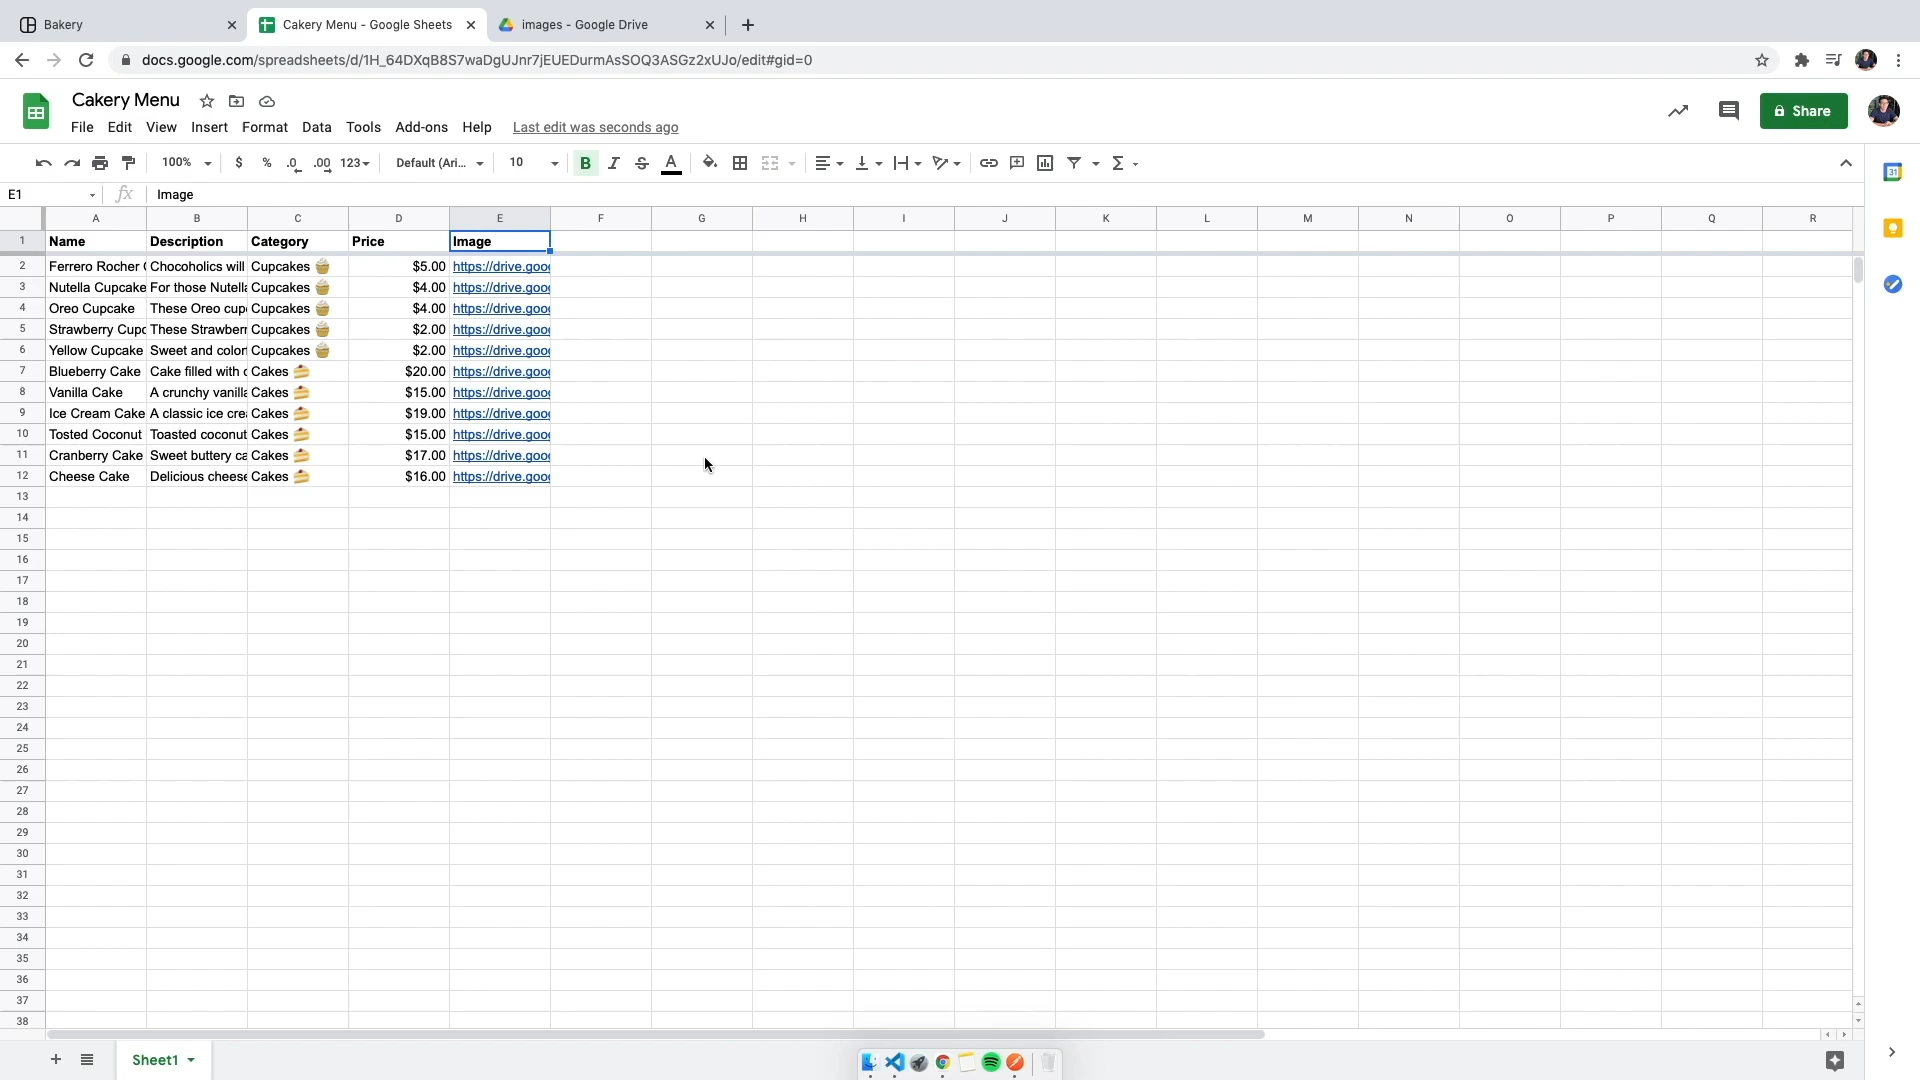 Bakery
Cakery Menu - Google Sheets
images - Google Drive
docs.google.com/spreadsheets/d/1H_64DXqB8S7waDgUJnr7jEUEDurmAsSOQ3ASGz2xUJo/edit#gid=0
Cakery Menu
File Edit View Insert Format Data Tools Add-ons Help Last edit was seconds ago
Share
100% $ % .0 .00 123 Default (Ari... 10 B I S A Σ
31
E1 fx Image
A B C D E F G H I J K L M N O P Q R
1 Name Description Category Price Image
2 Ferrero Rocher Chocoholics will Cupcakes 🧁 $5.00 https://drive.goo
3 Nutella Cupcake For those Nutell Cupcakes 🧁 $4.00 https://drive.goo
4 Oreo Cupcake These Oreo cup Cupcakes 🧁 $4.00 https://drive.goo
5 Strawberry Cupc These Strawber Cupcakes 🧁 $2.00 https://drive.goo
6 Yellow Cupcake Sweet and color Cupcakes 🧁 $2.00 https://drive.goo
7 Blueberry Cake Cake filled with Cakes 🍰 $20.00 https://drive.goo
8 Vanilla Cake A crunchy vanilla Cakes 🍰 $15.00 https://drive.goo
9 Ice Cream Cake A classic ice cre Cakes 🍰 $19.00 https://drive.goo
10 Tosted Coconut Toasted coconut Cakes 🍰 $15.00 https://drive.goo
11 Cranberry Cake Sweet buttery ca Cakes 🍰 $17.00 https://drive.goo
12 Cheese Cake Delicious cheese Cakes 🍰 $16.00 https://drive.goo
13
14
15
16
17
18
19
20
21
22
23
24
25
26
27
28
29
30
31
32
33
34
35
36
37
38
Sheet1